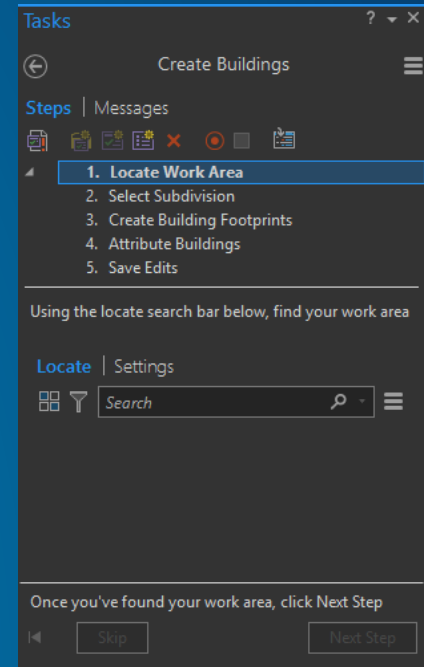 Tasks ?
Create Buildings
Steps | Messages
1. Locate Work Area
2. Select Subdivision
3. Create Building Footprints
4. Attribute Buildings
5. Save Edits
Using the locate search bar below, find your work area
Locate | Settings
Search
Once you've found your work area, click Next Step
Skip Next Step